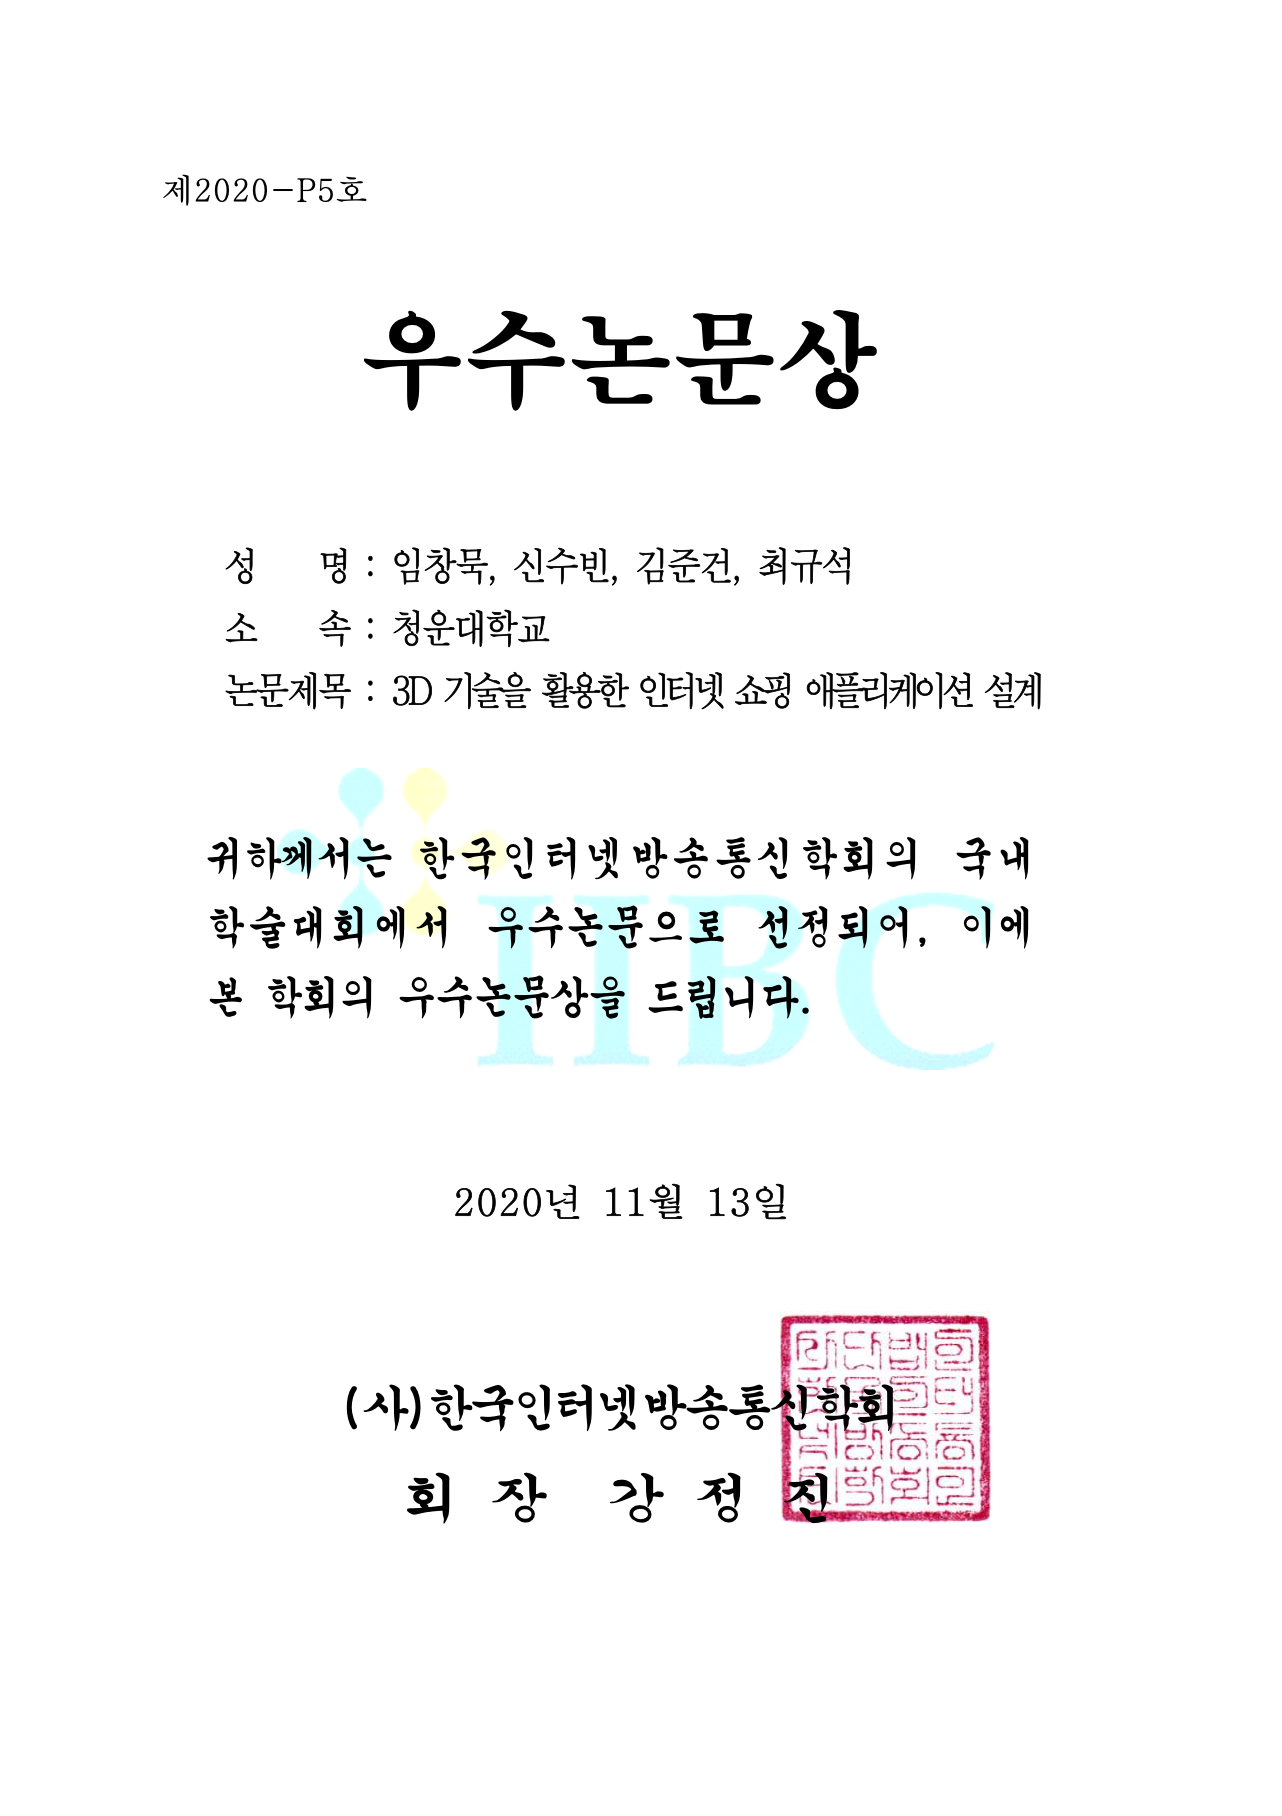 제2020-P5호
우수논문상
성 명 : 임창묵, 신수빈, 김준건, 최규석
소 속 : 청운대학교
논문제목 : 3D 기술을 활용한 인터넷 쇼핑 애플리케이션 설계
귀하께서는 한국인터넷방송통신학회의 국내
학술대회에서 우수논문으로 선정되어, 이에
본 학회의 우수논문상을 드립니다.
IIBC
2020년 11월 13일
(사)한국인터넷방송통신학회
회 장 강 정 진